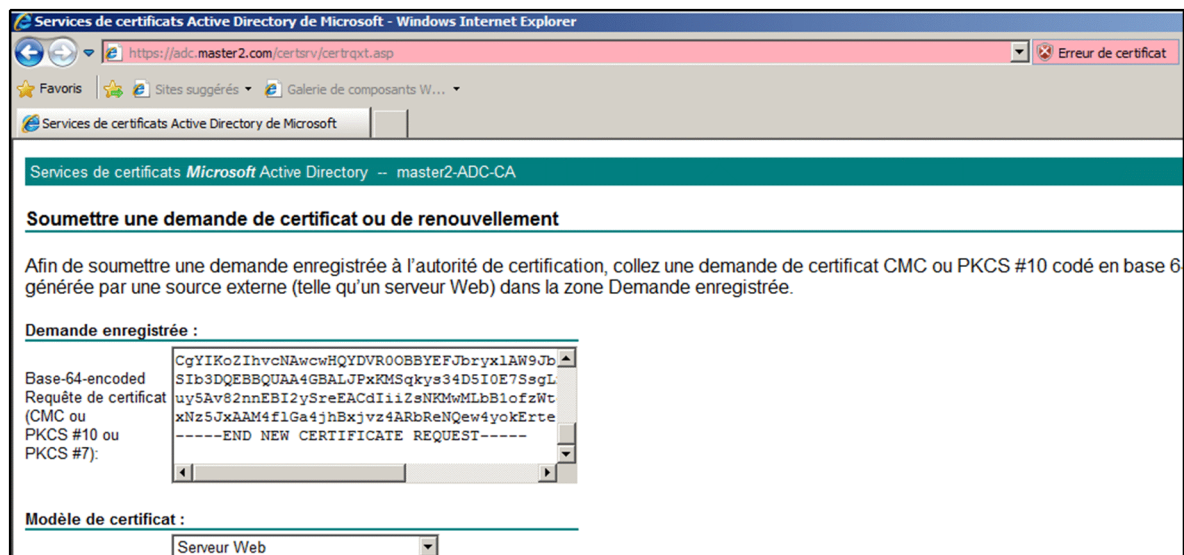 Services de certificats Active Directory de Microsoft - Windows Internet Explorer
https://adc.master2.com/certsrv/certrqxt.asp
Erreur de certificat
Favoris
Sites suggérés
Galerie de composants W...
Services de certificats Active Directory de Microsoft
Services de certificats Microsoft Active Directory -- master2-ADC-CA
Soumettre une demande de certificat ou de renouvellement
Afin de soumettre une demande enregistrée à l'autorité de certification, collez une demande de certificat CMC ou PKCS #10 codé en base 6
générée par une source externe (telle qu'un serveur Web) dans la zone Demande enregistrée.
Demande enregistrée :
Base-64-encoded
Requête de certificat
(CMC ou
PKCS #10 ou
PKCS #7):
CgYIKoZIhvcNAwcwHQYDVR0OBBYEFJbryxlAW9Jb
SIb3DQEBBQUAA4GBALJPxKMSqkys34D5I0E7SsgL
uy5Av82nnEBI2ySreEACdIiiZsNKMwMLbB1ofzWt
xNz5JxAAM4flGa4jhBxjvz4ARbReNQew4yokErte
-----END NEW CERTIFICATE REQUEST-----
Modèle de certificat :
Serveur Web